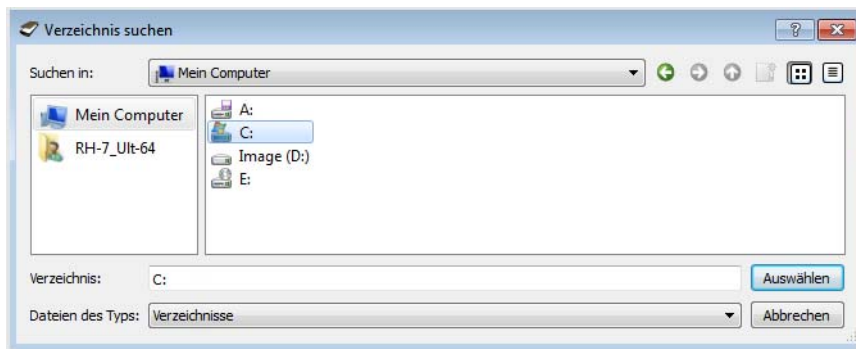 Verzeichnis suchen
Suchen in: Mein Computer
Mein Computer
RH-7_Ult-64
A:
C:
Image (D:)
E:
Verzeichnis: C: Auswählen
Dateien des Typs: Verzeichnisse Abbrechen